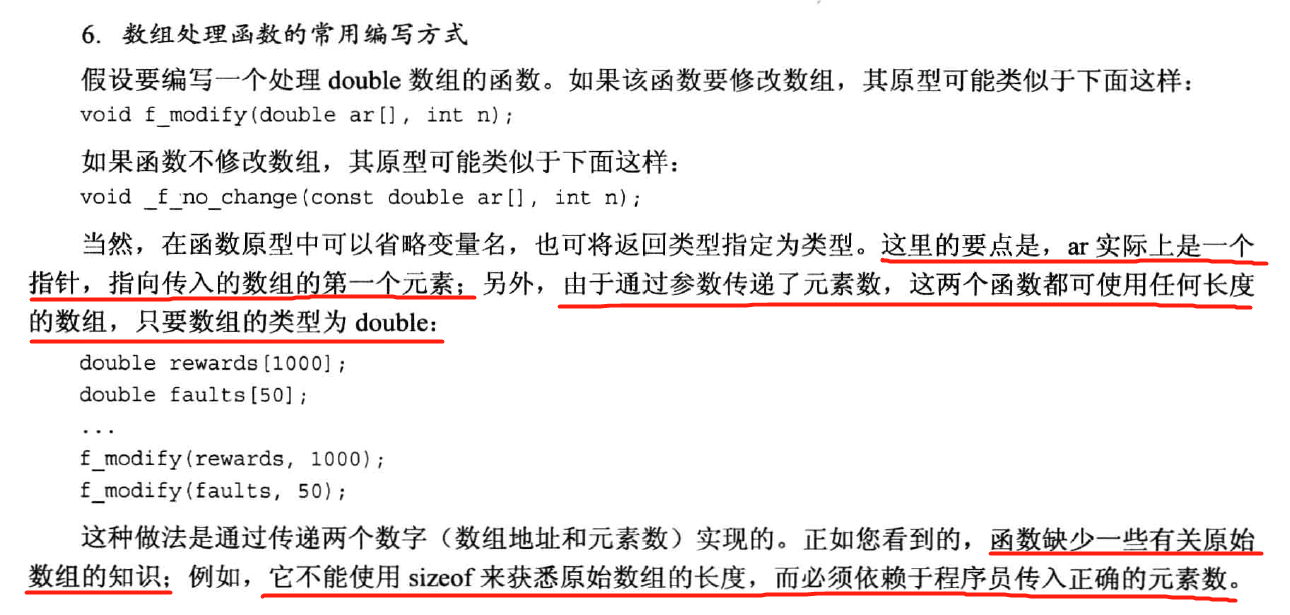 6. 数组处理函数的常用编写方式
假设要编写一个处理 double 数组的函数。如果该函数要修改数组，其原型可能类似于下面这样：
void f_modify(double ar[], int n);
如果函数不修改数组，其原型可能类似于下面这样：
void _f_no_change(const double ar[], int n);
当然，在函数原型中可以省略变量名，也可将返回类型指定为类型。这里的要点是，ar 实际上是一个
指针，指向传入的数组的第一个元素；另外，由于通过参数传递了元素数，这两个函数都可使用任何长度
的数组，只要数组的类型为 double：
double rewards[1000];
double faults[50];
...
f_modify(rewards, 1000);
f_modify(faults, 50);
这种做法是通过传递两个数字（数组地址和元素数）实现的。正如您看到的，函数缺少一些有关原始
数组的知识；例如，它不能使用 sizeof 来获悉原始数组的长度，而必须依赖于程序员传入正确的元素数。